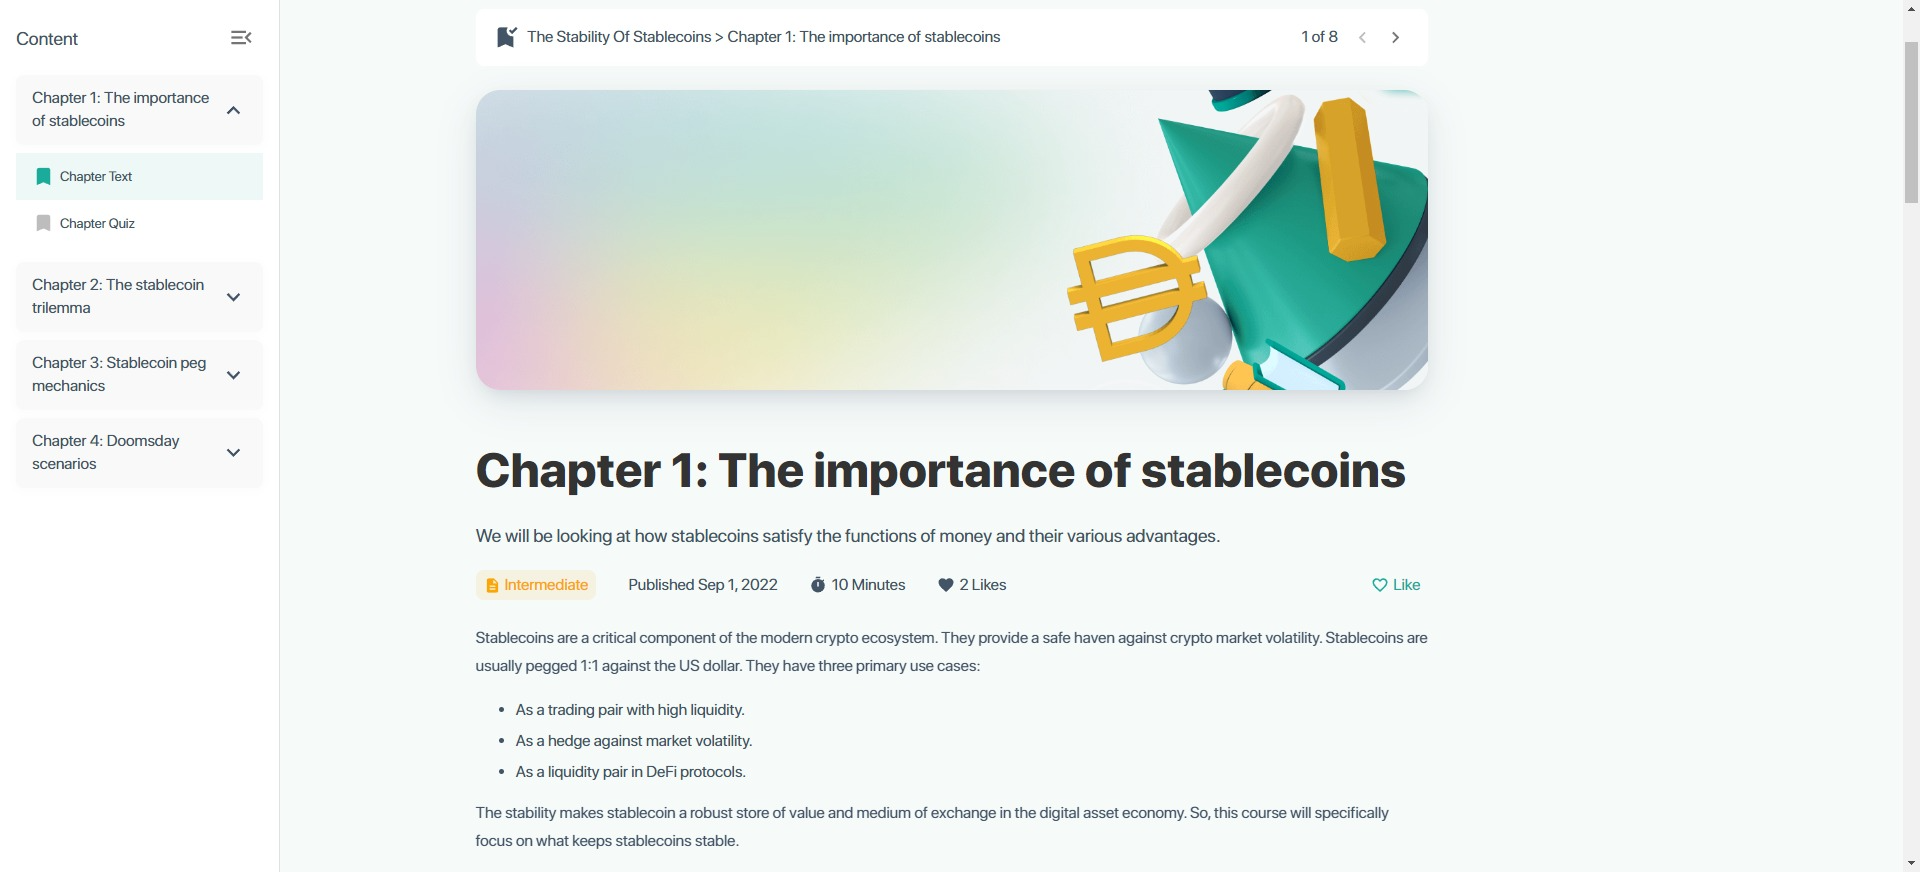 Content
Chapter 1: The importance
of stablecoins
Chapter Text
Chapter Quiz
Chapter 2: The stablecoin
trilemma
Chapter 3: Stablecoin peg
mechanics
Chapter 4: Doomsday
scenarios
The Stability Of Stablecoins > Chapter 1: The importance of stablecoins
1 of 8
Chapter 1: The importance of stablecoins
We will be looking at how stablecoins satisfy the functions of money and their various advantages.
Intermediate Published Sep 1, 2022 10 Minutes 2 Likes Like
Stablecoins are a critical component of the modern crypto ecosystem. They provide a safe haven against crypto market volatility. Stablecoins are
usually pegged 1:1 against the US dollar. They have three primary use cases:
• As a trading pair with high liquidity.
• As a hedge against market volatility.
• As a liquidity pair in DeFi protocols.
The stability makes stablecoin a robust store of value and medium of exchange in the digital asset economy. So, this course will specifically
focus on what keeps stablecoins stable.